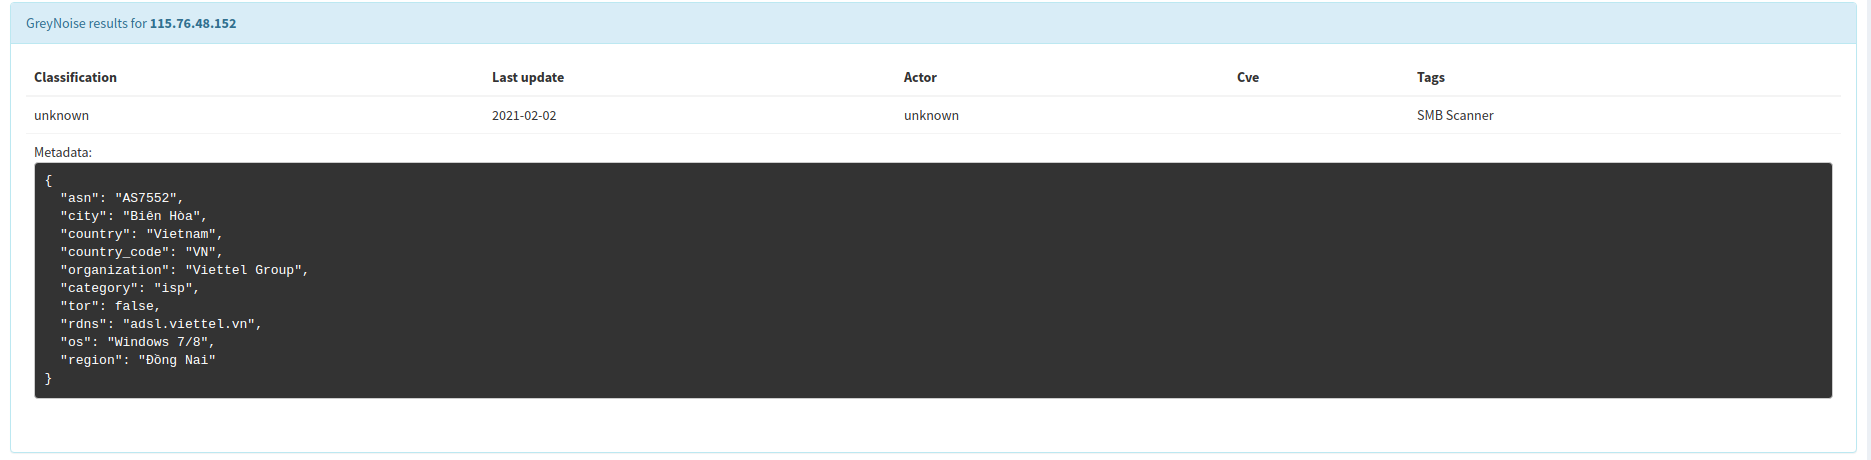 GreyNoise results for 115.76.48.152
Classification Last update Actor Cve Tags
unknown 2021-02-02 unknown SMB Scanner
Metadata:
{
  "asn": "AS7552",
  "city": "Biên Hòa",
  "country": "Vietnam",
  "country_code": "VN",
  "organization": "Viettel Group",
  "category": "isp",
  "tor": false,
  "rdns": "adsl.viettel.vn",
  "os": "Windows 7/8",
  "region": "Đồng Nai"
}